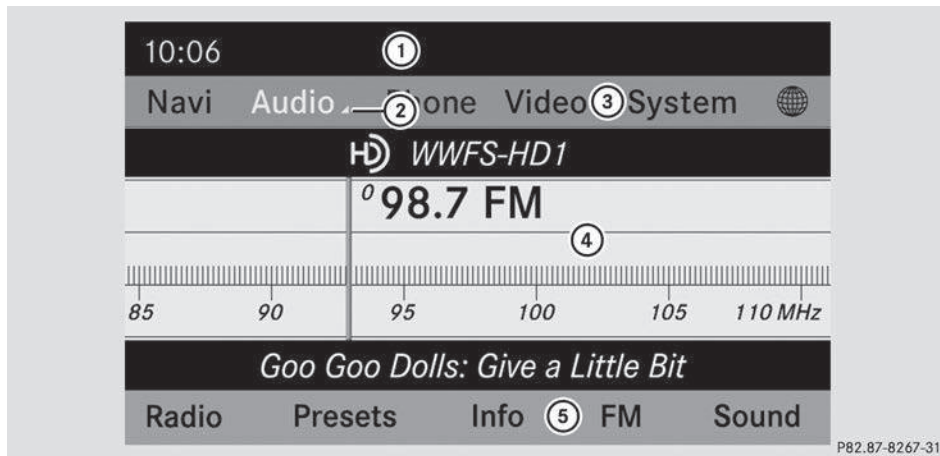 10:06 1
Navi Audio 2 Phone Video 3 System
HD WWFS-HD1
0 98.7 FM
4
85 90 95 100 105 110 MHz
Goo Goo Dolls: Give a Little Bit
Radio Presets Info 5 FM Sound
P82.87-8267-31